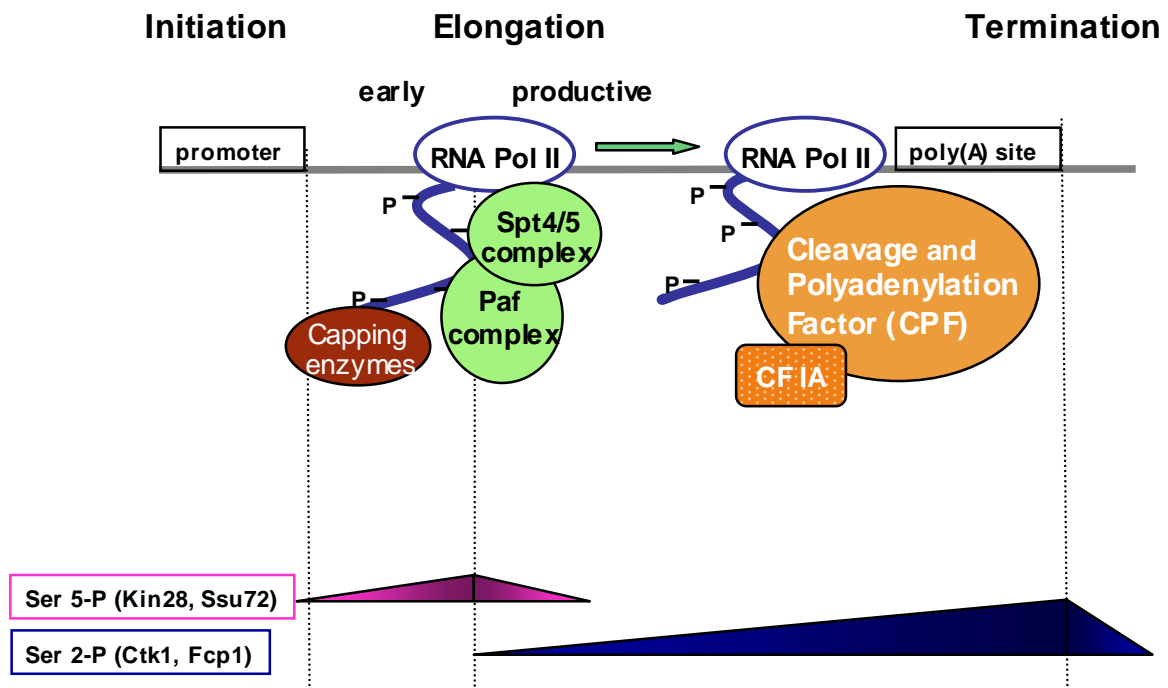 Initiation
Elongation
Termination
early
productive
promoter
RNA Pol II
RNA Pol II
poly(A) site
P
P
P
P
Spt4/5
complex
Paf
complex
Capping
enzymes
Cleavage and
Polyadenylation
Factor (CPF)
CF IA
Ser 5-P (Kin28, Ssu72)
Ser 2-P (Ctk1, Fcp1)